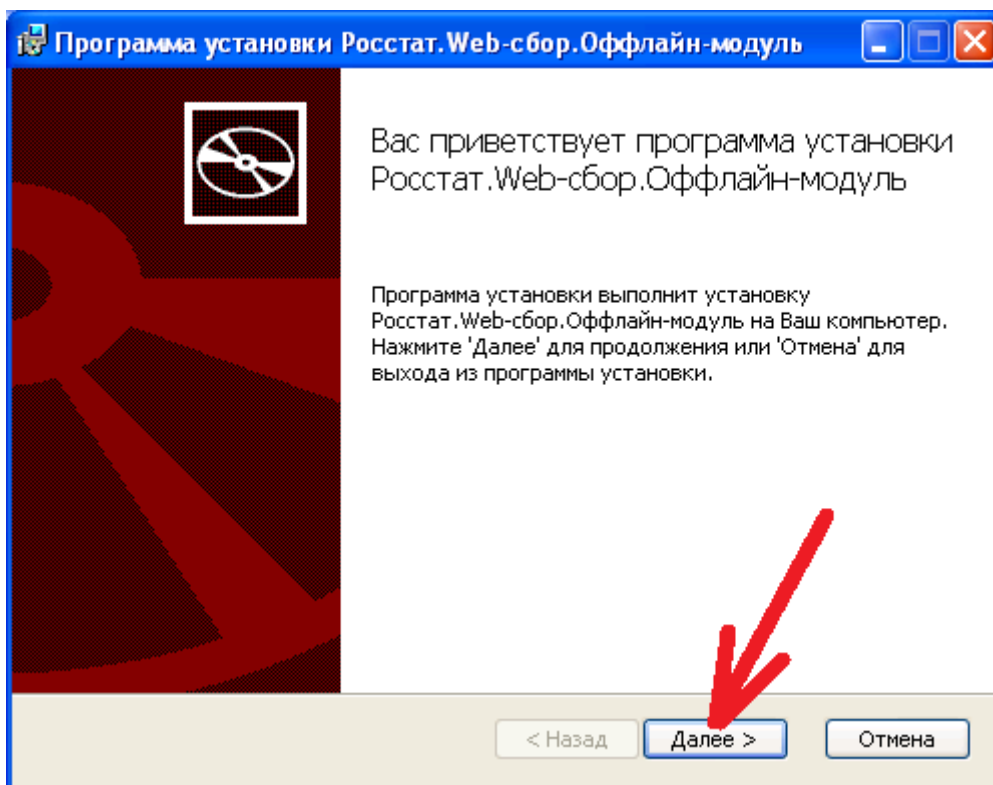 Программа установки Росстат.Web-сбор.Оффлайн-модуль
Вас приветствует программа установки
Росстат.Web-сбор.Оффлайн-модуль
Программа установки выполнит установку
Росстат.Web-сбор.Оффлайн-модуль на Ваш компьютер.
Нажмите 'Далее' для продолжения или 'Отмена' для
выхода из программы установки.
< Назад Далее > Отмена